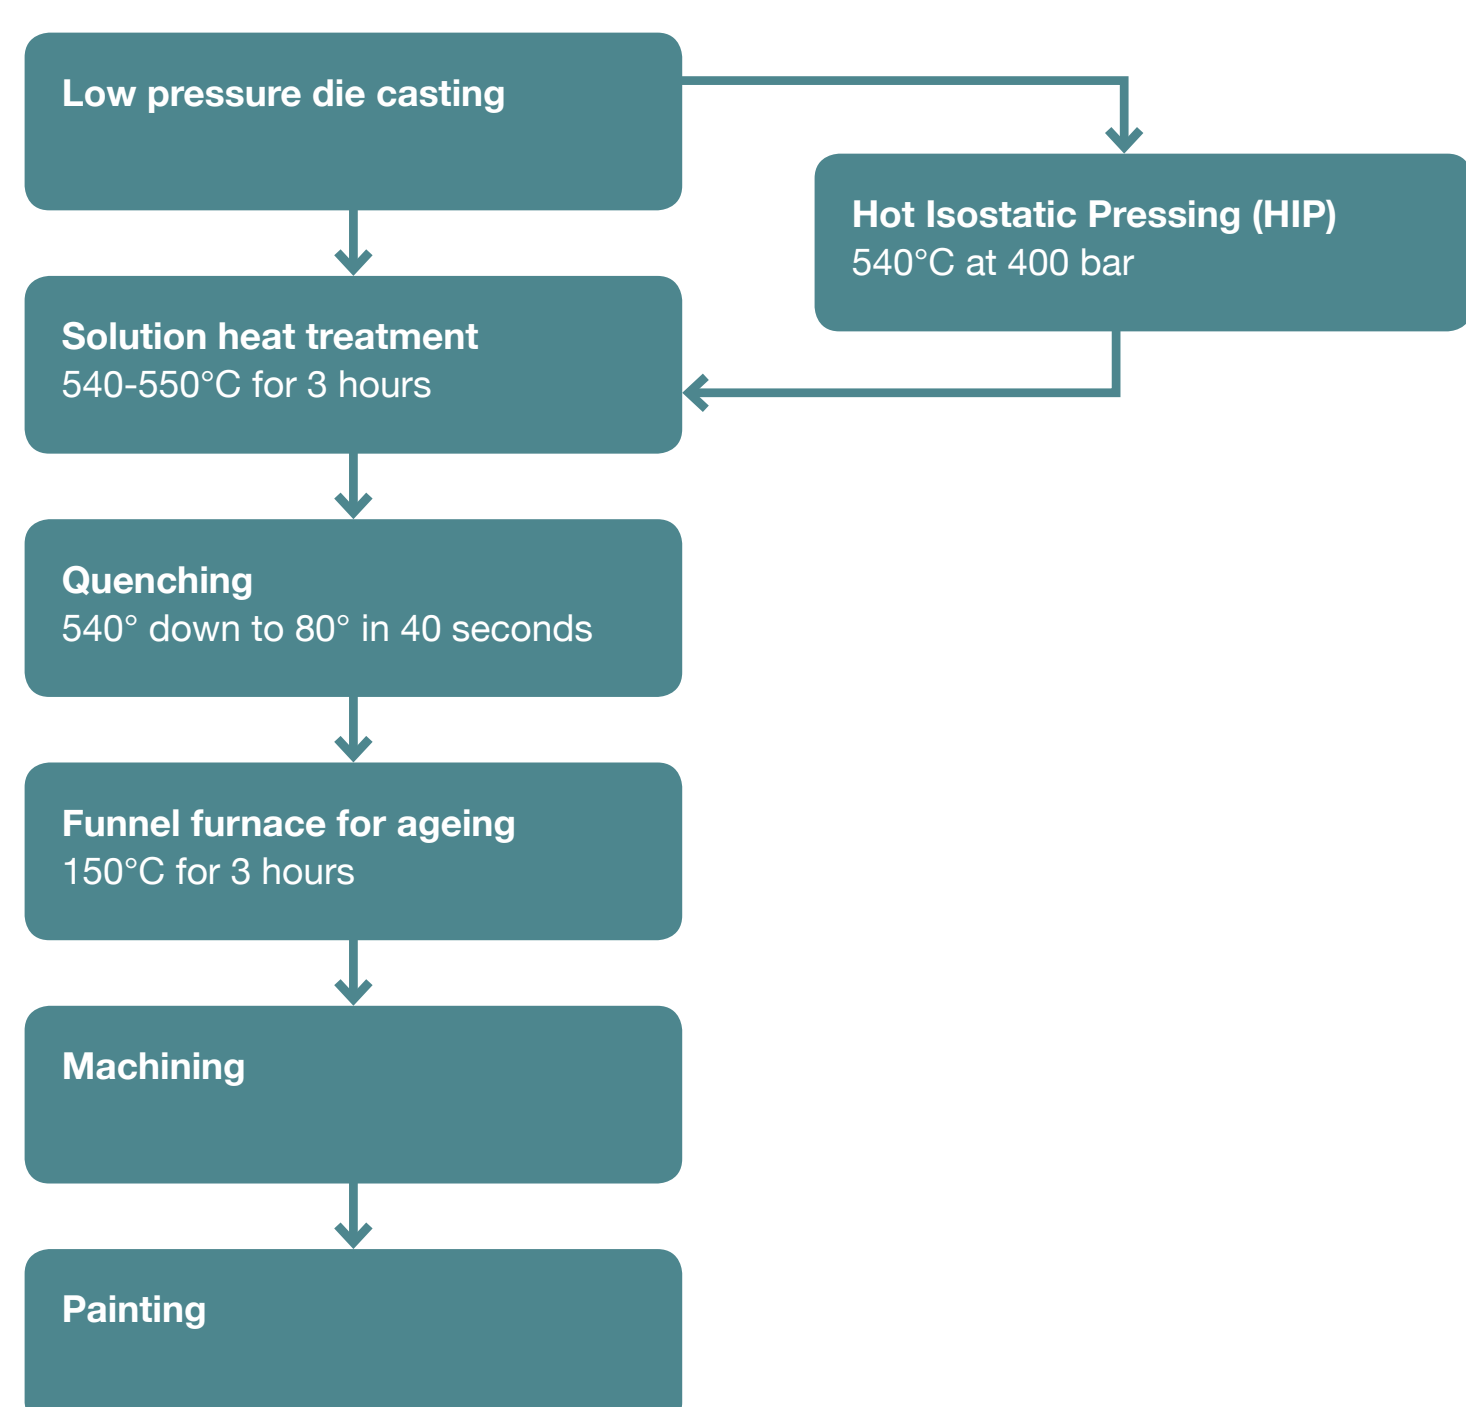 Low pressure die casting
Hot Isostatic Pressing (HIP)
540°C at 400 bar
Solution heat treatment
540-550°C for 3 hours
Quenching
540° down to 80° in 40 seconds
Funnel furnace for ageing
150°C for 3 hours
Machining
Painting